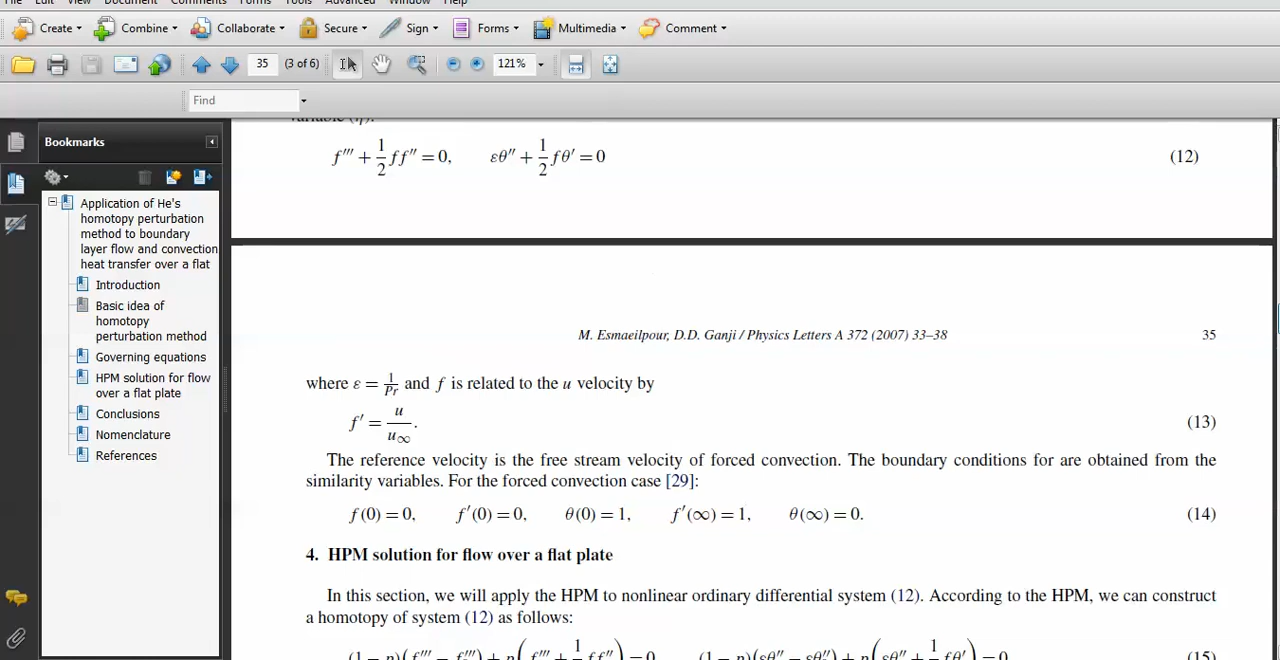 File Edit View Document Comments Forms Tools Advanced Window Help
Create Combine Collaborate Secure Sign Forms Multimedia Comment
35 (3 of 6) 121%
Find
Bookmarks
Application of He's
homotopy perturbation
method to boundary
layer flow and convection
heat transfer over a flat
Introduction
Basic idea of
homotopy
perturbation method
Governing equations
HPM solution for flow
over a flat plate
Conclusions
Nomenclature
References
variable (η).
f''' + 1/2 ff'' = 0, εθ'' + 1/2 fθ' = 0 (12)
M. Esmaeilpour, D.D. Ganji / Physics Letters A 372 (2007) 33–38 35
where ε = 1/Pr and f is related to the u velocity by
f' = u/u∞. (13)
The reference velocity is the free stream velocity of forced convection. The boundary conditions for are obtained from the
similarity variables. For the forced convection case [29]:
f(0) = 0, f'(0) = 0, θ(0) = 1, f'(∞) = 1, θ(∞) = 0. (14)
4. HPM solution for flow over a flat plate
In this section, we will apply the HPM to nonlinear ordinary differential system (12). According to the HPM, we can construct
a homotopy of system (12) as follows: